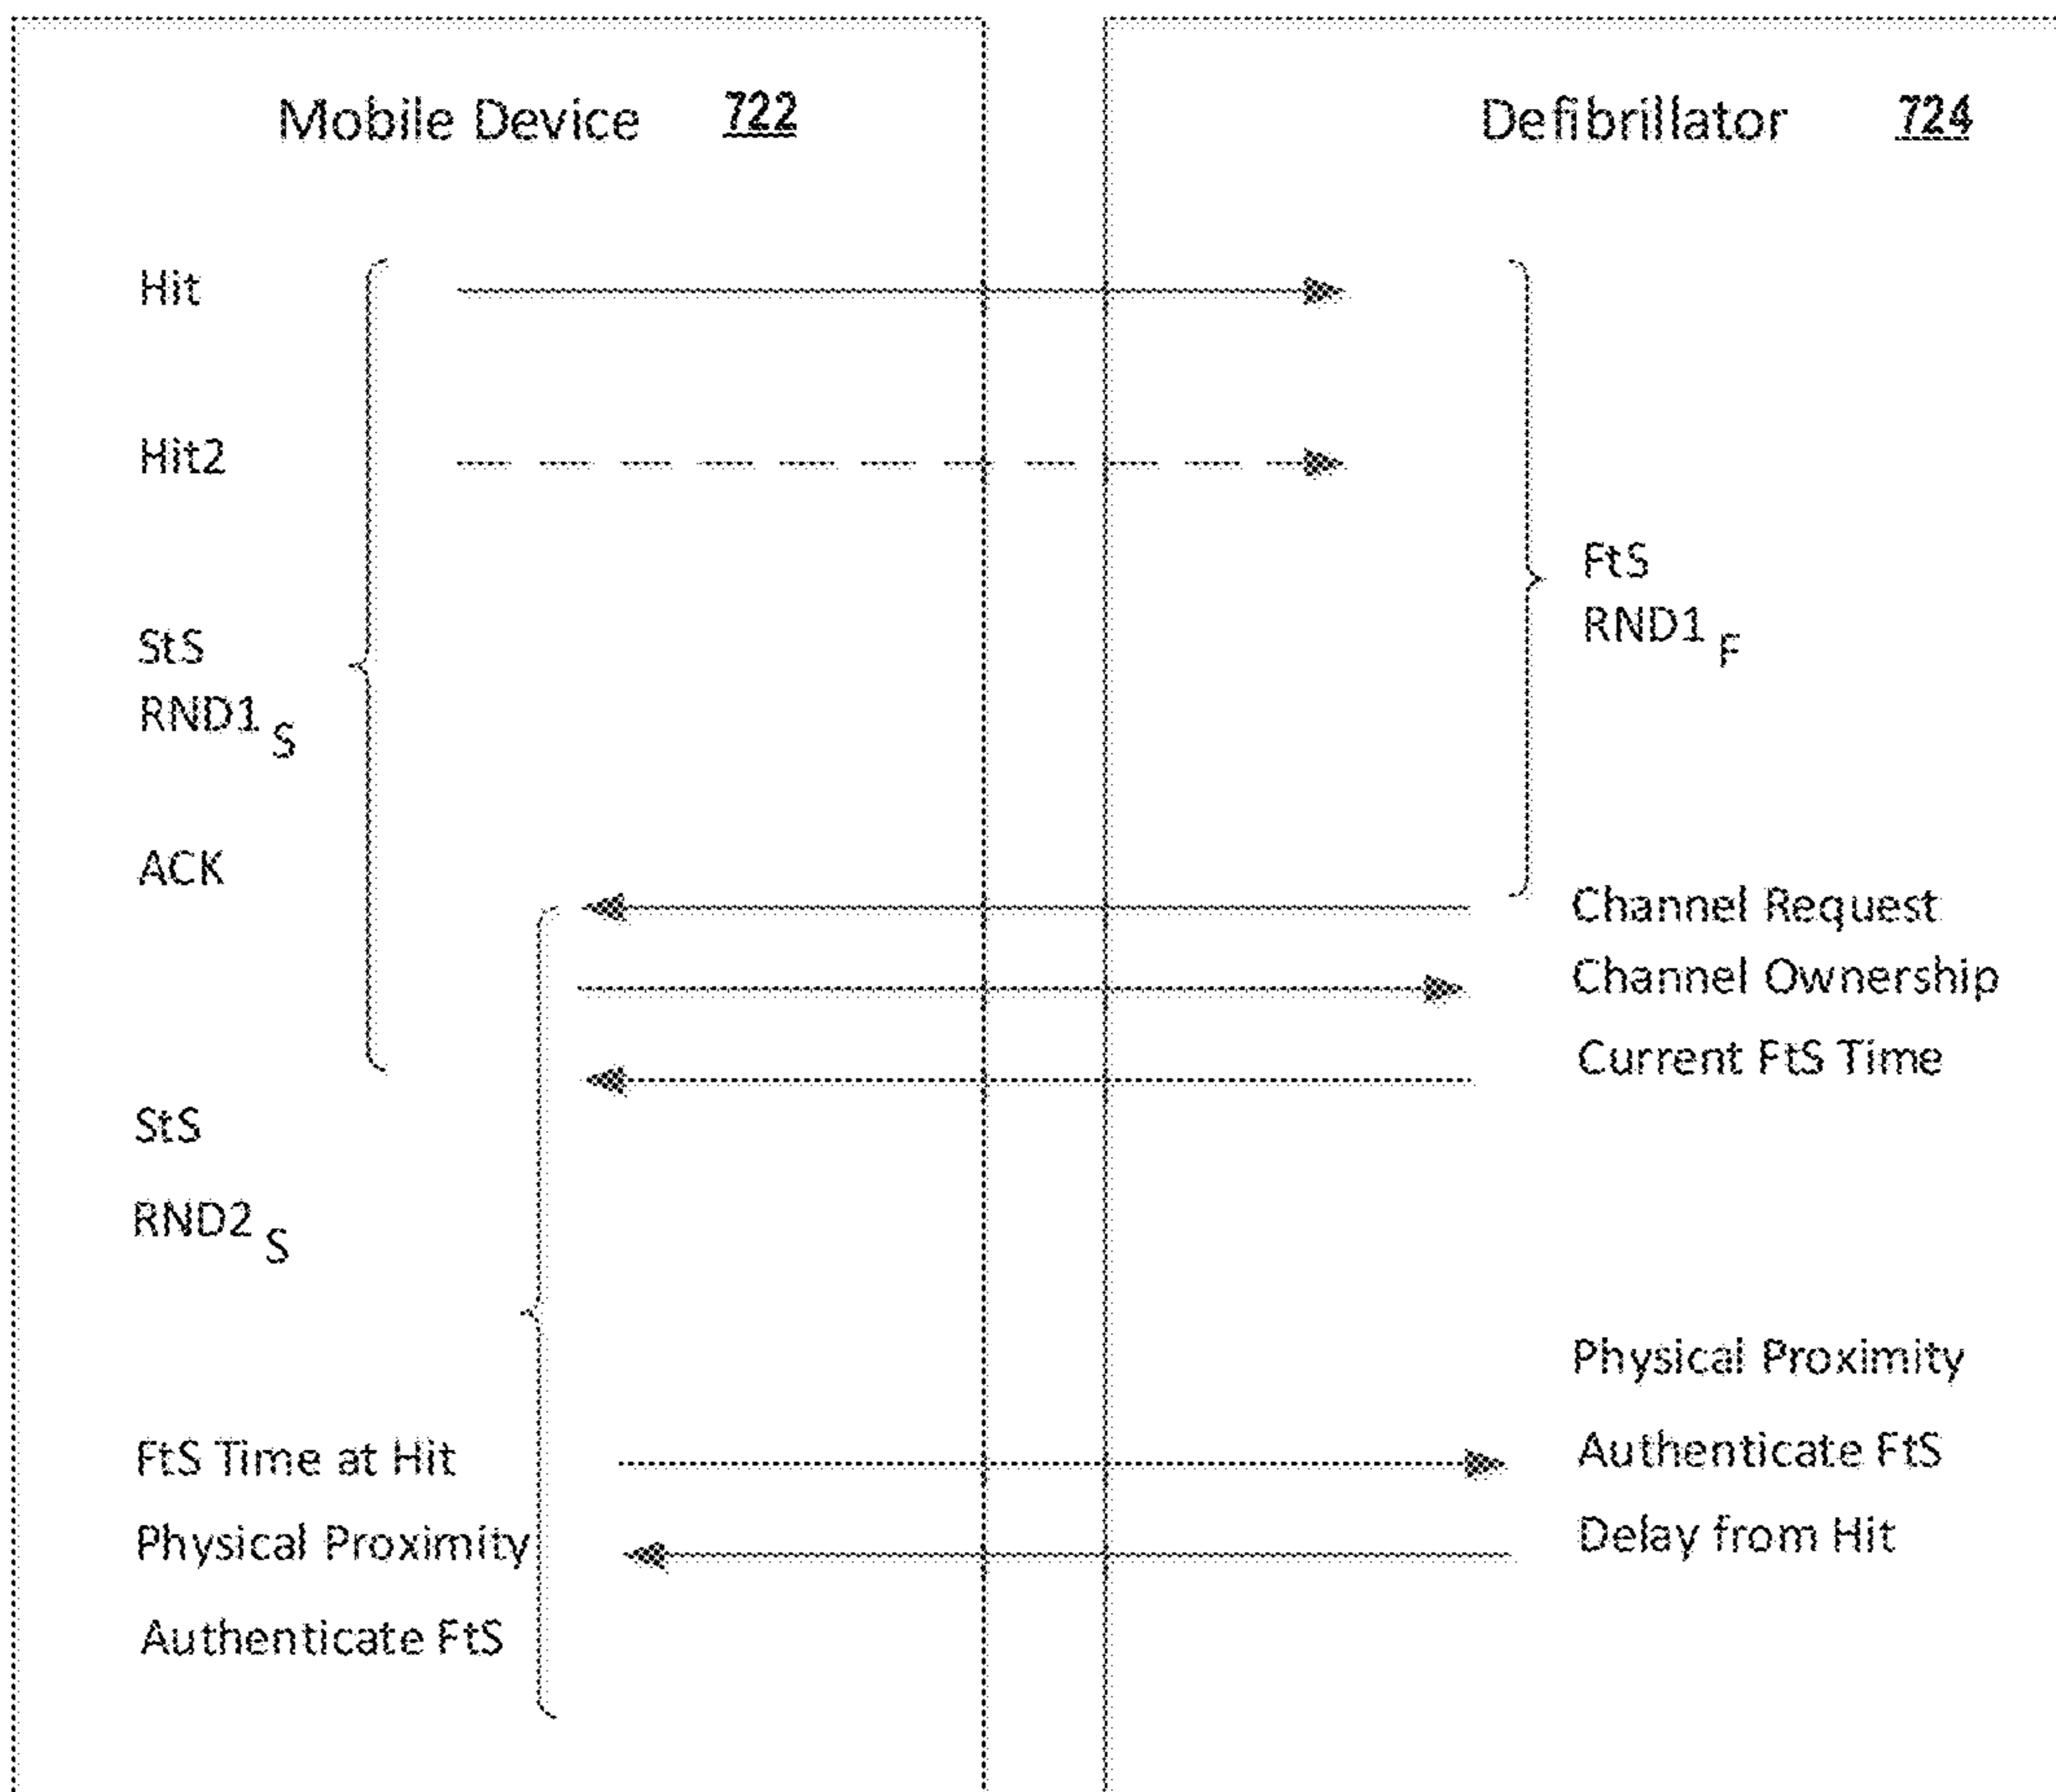 Mobile Device 722
Hit
Hit2
StS
RND1 S
ACK
StS
RND2 S
FtS Time at Hit
Physical Proximity
Authenticate FtS
Defibrillator 724
FtS
RND1 F
Channel Request
Channel Ownership
Current FtS Time
Physical Proximity
Authenticate FtS
Delay from Hit